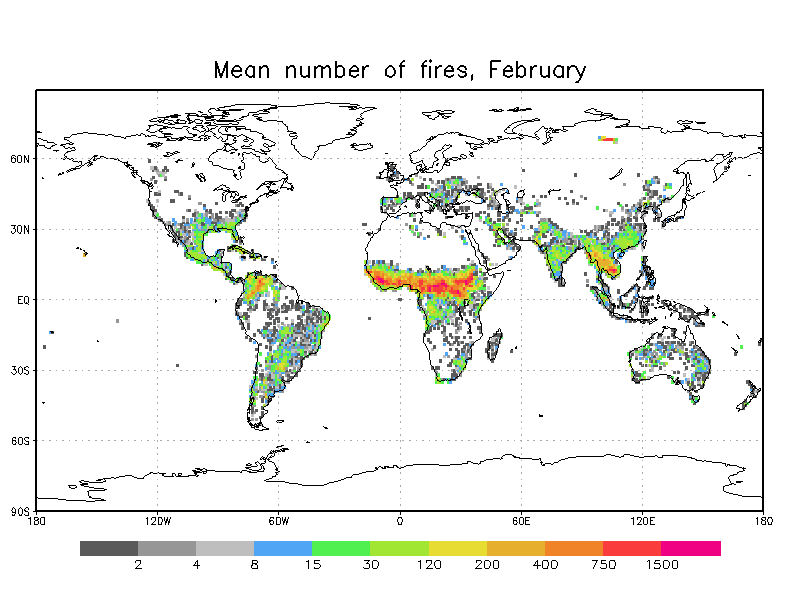 Mean number of fires, February
60N
30N
EQ
30S
60S
90S
180 120W 60W 0 60E 120E 180
2 4 8 15 30 120 200 400 750 1500